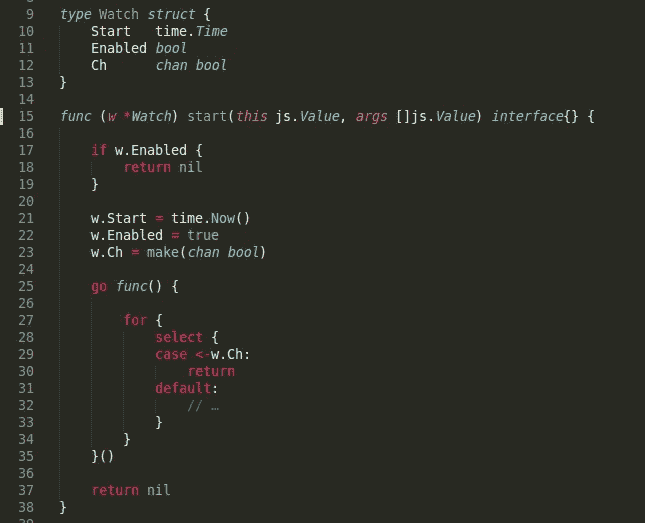 9 type Watch struct {
10     Start   time.Time
11     Enabled bool
12     Ch      chan bool
13 }
14
15 func (w *Watch) start(this js.Value, args []js.Value) interface{} {
16
17     if w.Enabled {
18         return nil
19     }
20
21     w.Start = time.Now()
22     w.Enabled = true
23     w.Ch = make(chan bool)
24
25     go func() {
26
27         for {
28             select {
29             case <-w.Ch:
30                 return
31             default:
32                 // …
33             }
34         }
35     }()
36
37     return nil
38 }